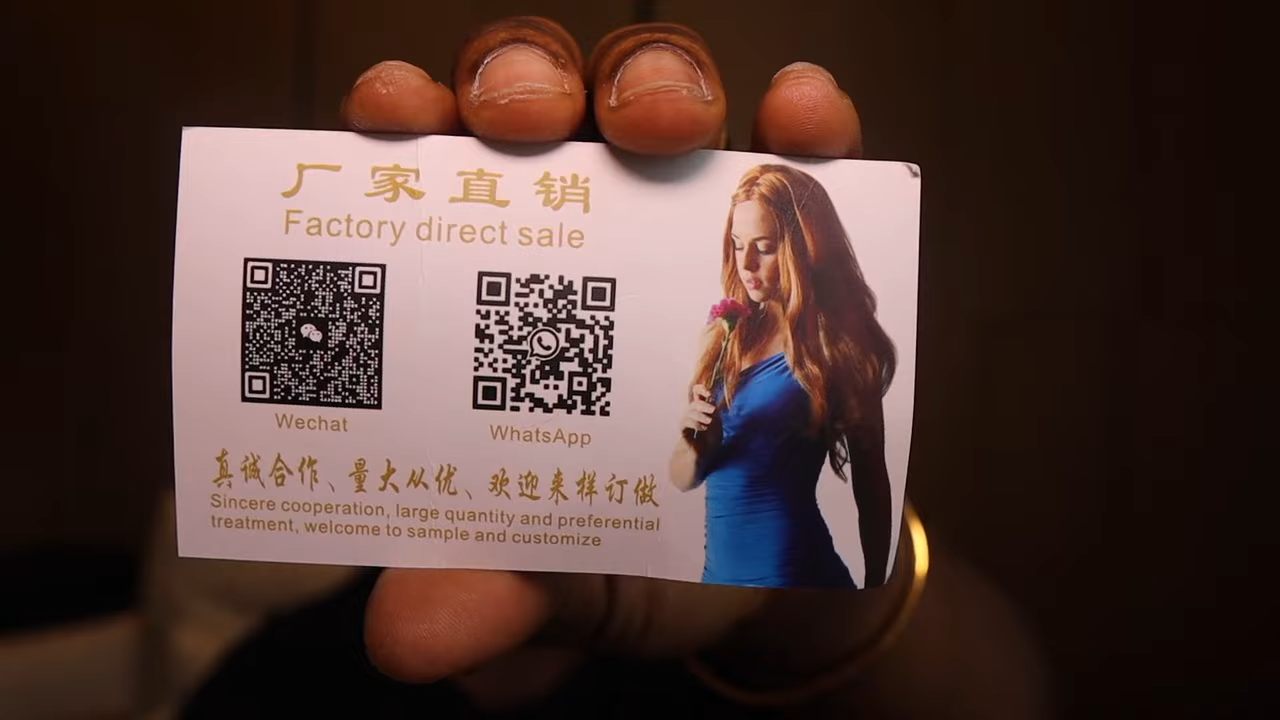 厂家直销
Factory direct sale
Wechat
WhatsApp
真诚合作、量大从优、欢迎来样订做
Sincere cooperation, large quantity and preferential
treatment, welcome to sample and customize